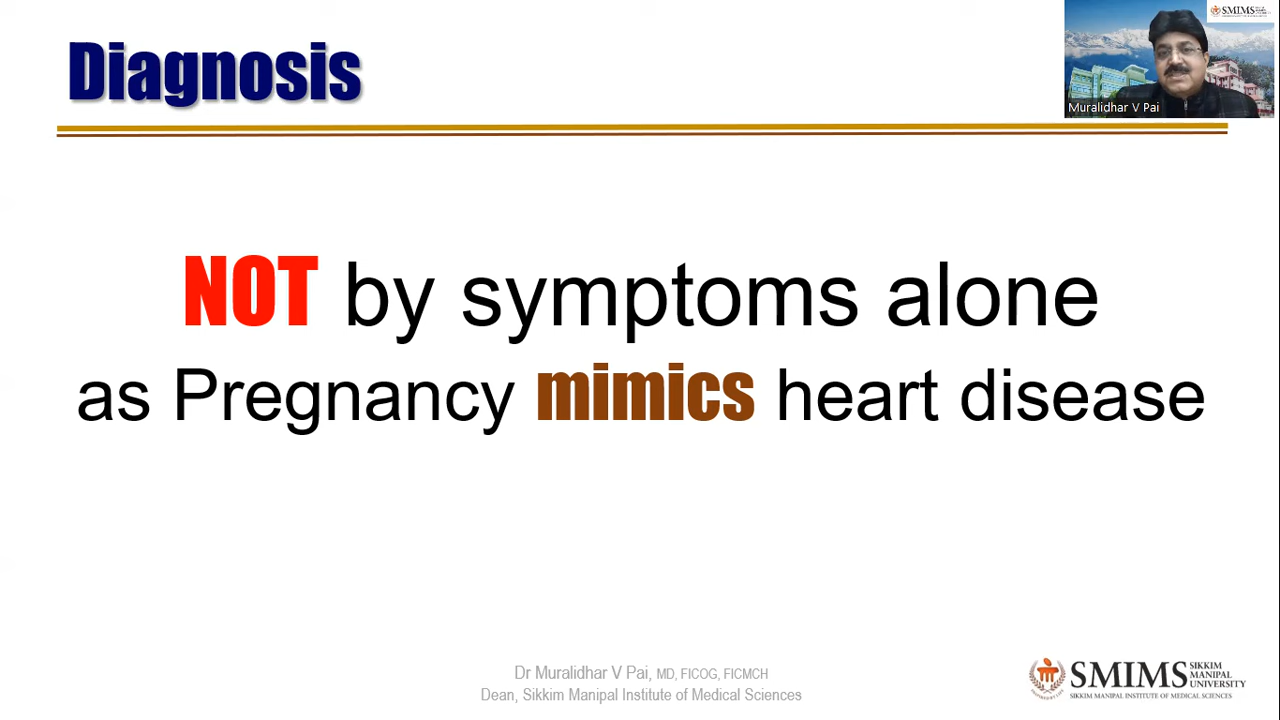 Diagnosis
SMIMS
Muralidhar V Pai
NOT by symptoms alone
as Pregnancy mimics heart disease
Dr Muralidhar V Pai, MD, FICOG, FICMCH
Dean, Sikkim Manipal Institute of Medical Sciences
SMIMS
SIKKIM
MANIPAL
UNIVERSITY
SIKKIM MANIPAL INSTITUTE OF MEDICAL SCIENCES